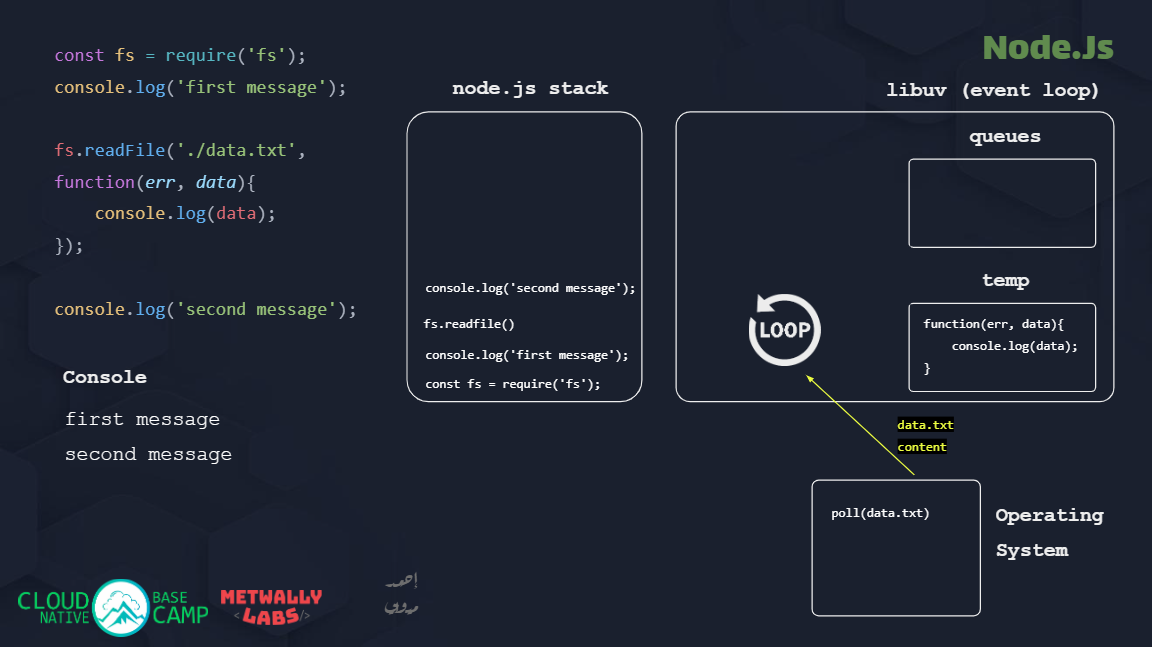 const fs = require('fs');
console.log('first message');
fs.readFile('./data.txt',
function(err, data){
    console.log(data);
});
console.log('second message');
Console
first message
second message
node.js stack
console.log('second message');
fs.readfile()
console.log('first message');
const fs = require('fs');
Node.Js
libuv (event loop)
queues
temp
function(err, data){
    console.log(data);
}
LOOP
data.txt
content
poll(data.txt)
Operating
System
CLOUD
NATIVE
BASE
CAMP
METWALLY
<LABS/>
أحمد